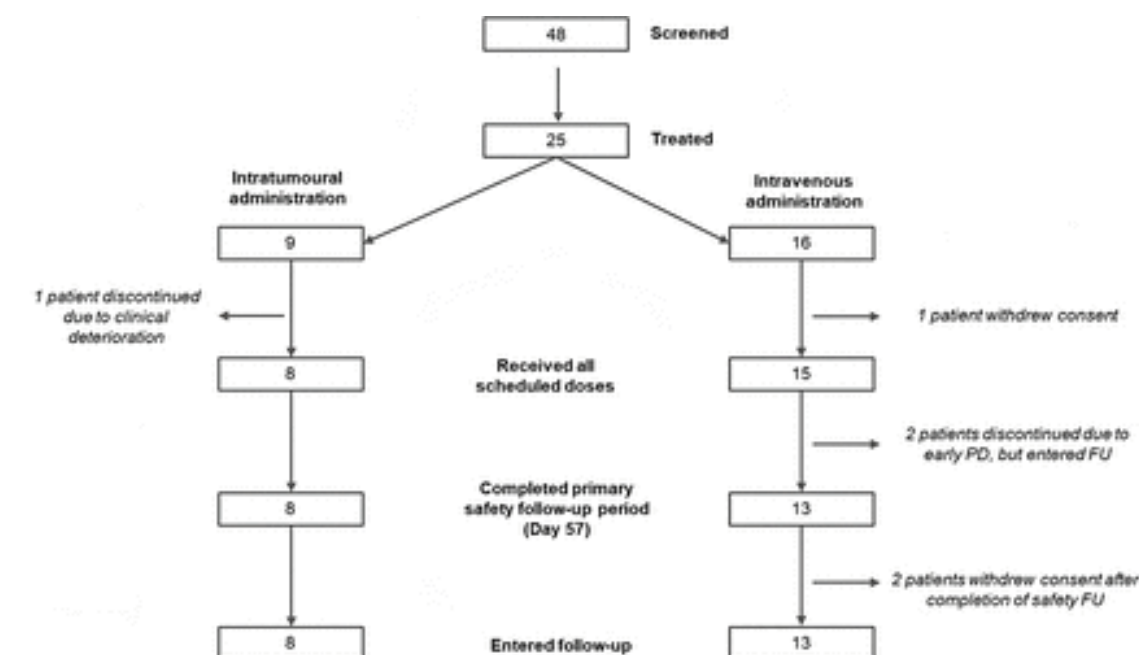 48
Screened
25
Treated
Intratumoural
administration
Intravenous
administration
9
16
1 patient discontinued
due to clinical
deterioration
1 patient withdrew consent
8
Received all
scheduled doses
15
2 patients discontinued due to
early PD, but entered FU
8
Completed primary
safety follow-up period
(Day 57)
13
2 patients withdrew consent after
completion of safety FU
8
Entered follow-up
13